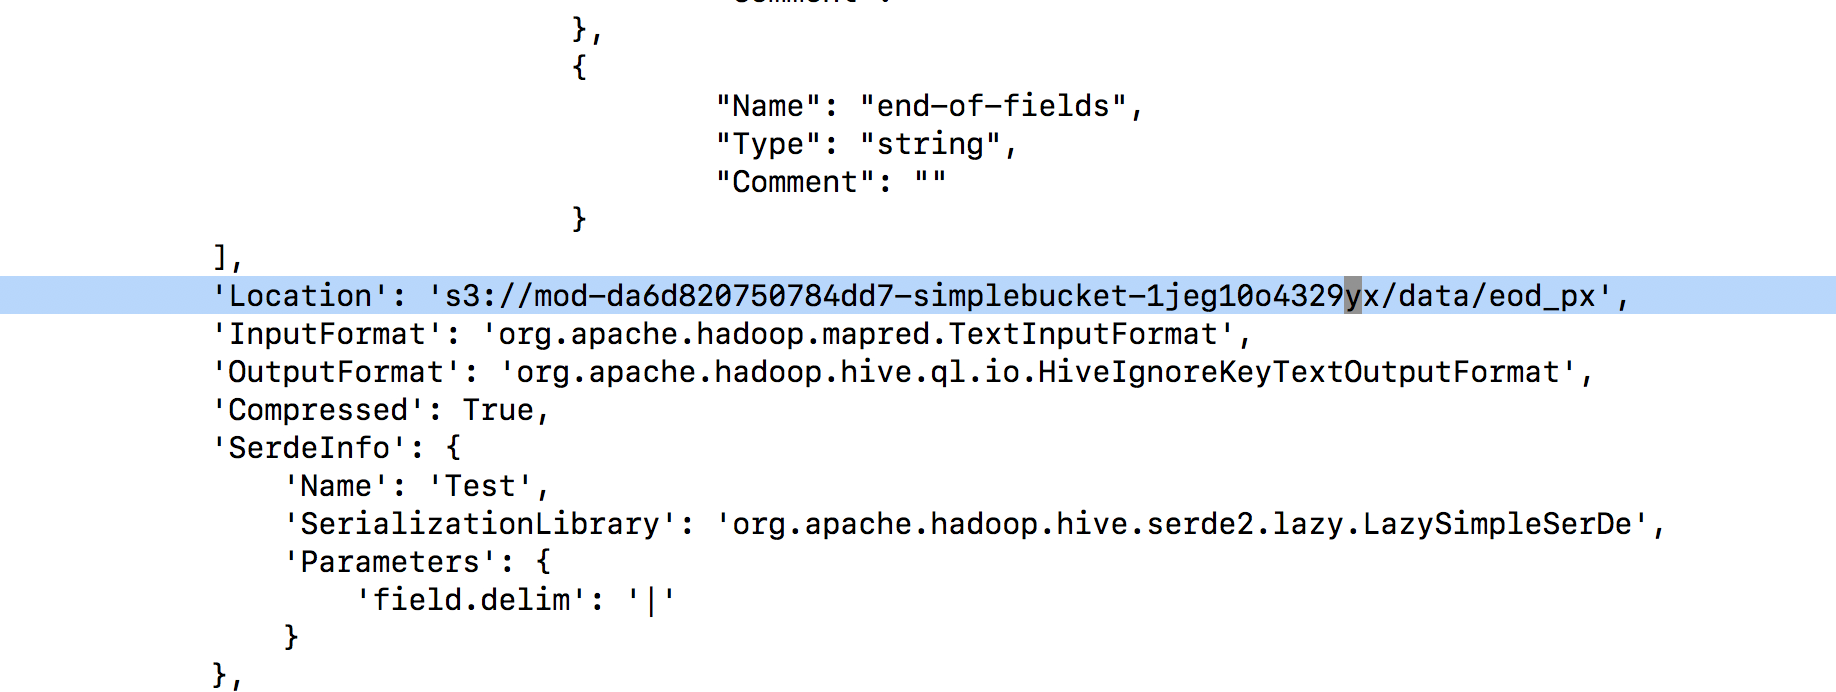 "Comment":
},
{
"Name": "end-of-fields",
"Type": "string",
"Comment": ""
}
],
'Location': 's3://mod-da6d820750784dd7-simplebucket-1jeg10o4329yx/data/eod_px',
'InputFormat': 'org.apache.hadoop.mapred.TextInputFormat',
'OutputFormat': 'org.apache.hadoop.hive.ql.io.HiveIgnoreKeyTextOutputFormat',
'Compressed': True,
'SerdeInfo': {
'Name': 'Test',
'SerializationLibrary': 'org.apache.hadoop.hive.serde2.lazy.LazySimpleSerDe',
'Parameters': {
'field.delim': '|'
}
},